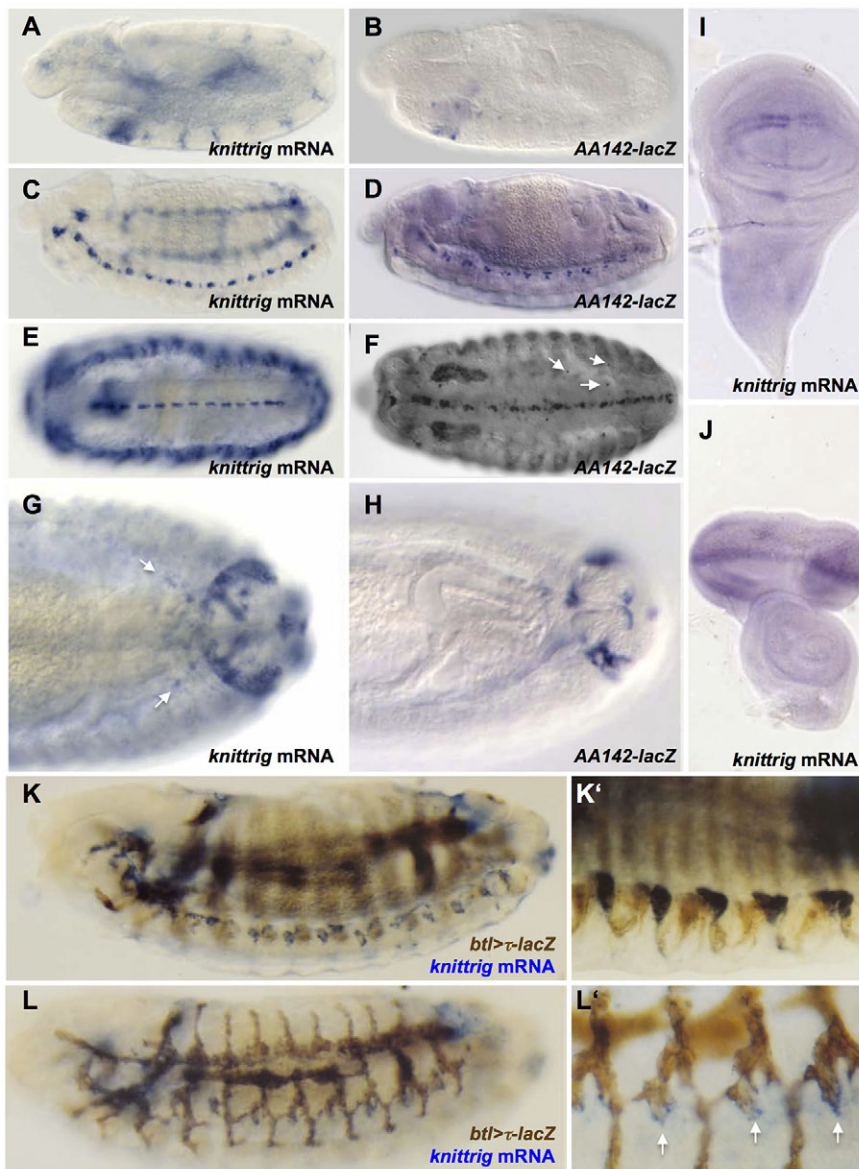 A
knittrig mRNA
B
AA142-lacZ
I
knittrig mRNA
C
knittrig mRNA
D
AA142-lacZ
E
knittrig mRNA
F
AA142-lacZ
J
knittrig mRNA
G
knittrig mRNA
H
AA142-lacZ
K
btl>τ-lacZ
knittrig mRNA
K‘
L
btl>τ-lacZ
knittrig mRNA
L‘